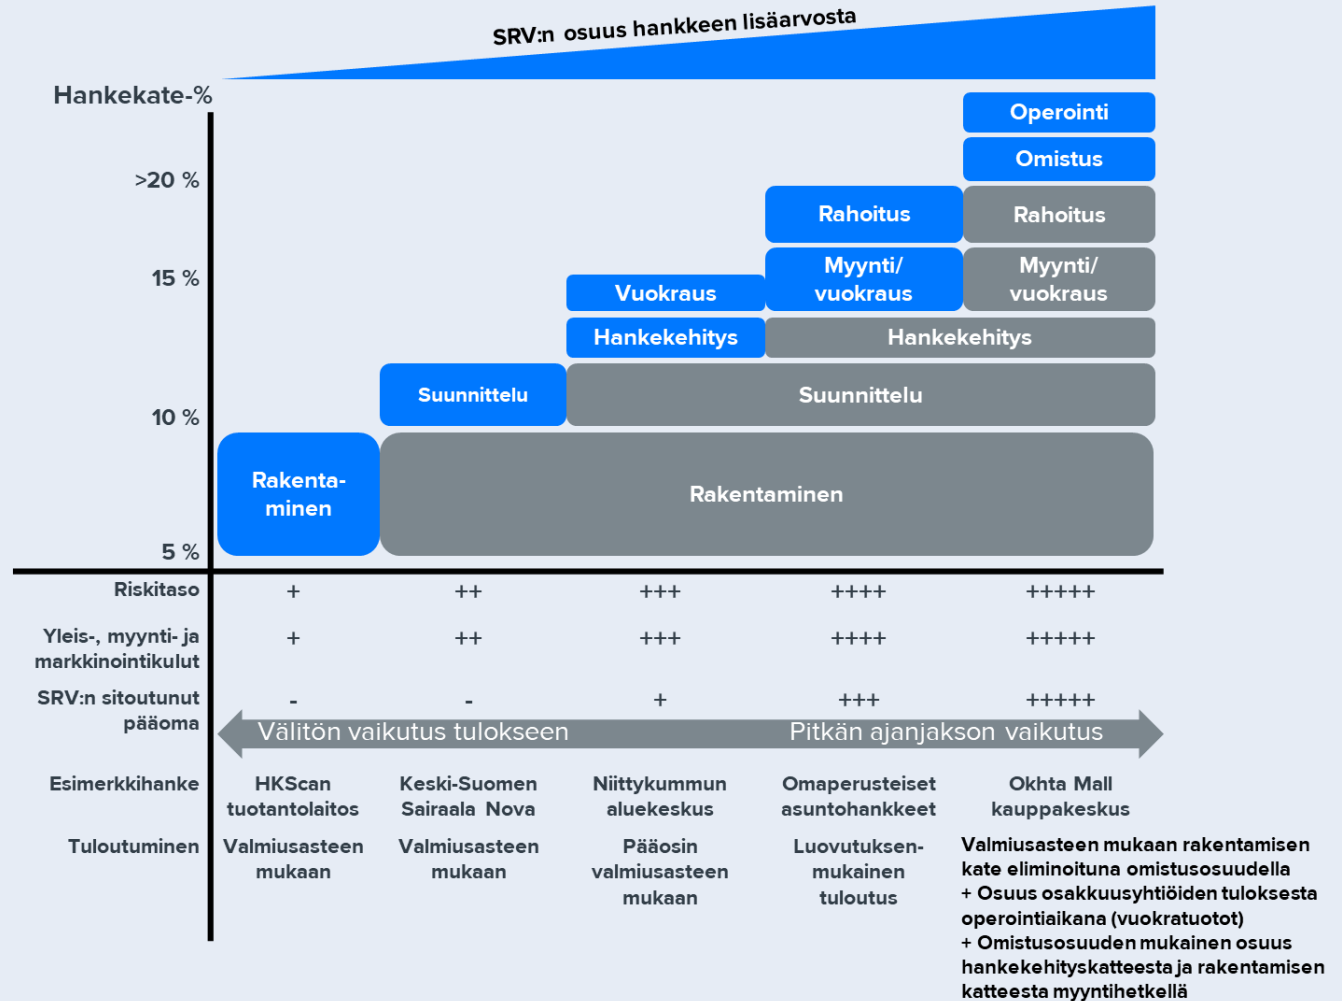 SRV:n osuus hankkeen lisäarvosta
Hankekate-%
Operointi
Omistus
>20 %
Rahoitus
Rahoitus
Myynti/
vuokraus
Myynti/
vuokraus
15 %
Vuokraus
Hankekehitys
Hankekehitys
Suunnittelu
Suunnittelu
10 %
Rakenta-
minen
Rakentaminen
5 %
Riskitaso
+
++
+++
++++
+++++
Yleis-, myynti- ja
markkinointikulut
+
++
+++
++++
+++++
SRV:n sitoutunut
pääoma
-
-
+
+++
+++++
Välitön vaikutus tulokseen
Pitkän ajanjakson vaikutus
Esimerkkihanke
HKScan
tuotantolaitos
Keski-Suomen
Sairaala Nova
Niittykummun
aluekeskus
Omaperusteiset
asuntohankkeet
Okhta Mall
kauppakeskus
Tuloutuminen
Valmiusasteen
mukaan
Valmiusasteen
mukaan
Pääosin
valmiusasteen
mukaan
Luovutuksen-
mukainen
tuloutus
Valmiusasteen mukaan rakentamisen
kate eliminoituna omistusosuudella
+ Osuus osakkuusyhtiöiden tuloksesta
operointiaikana (vuokratuotot)
+ Omistusosuuden mukainen osuus
hankekehityskatteesta ja rakentamisen
katteesta myyntihetkellä